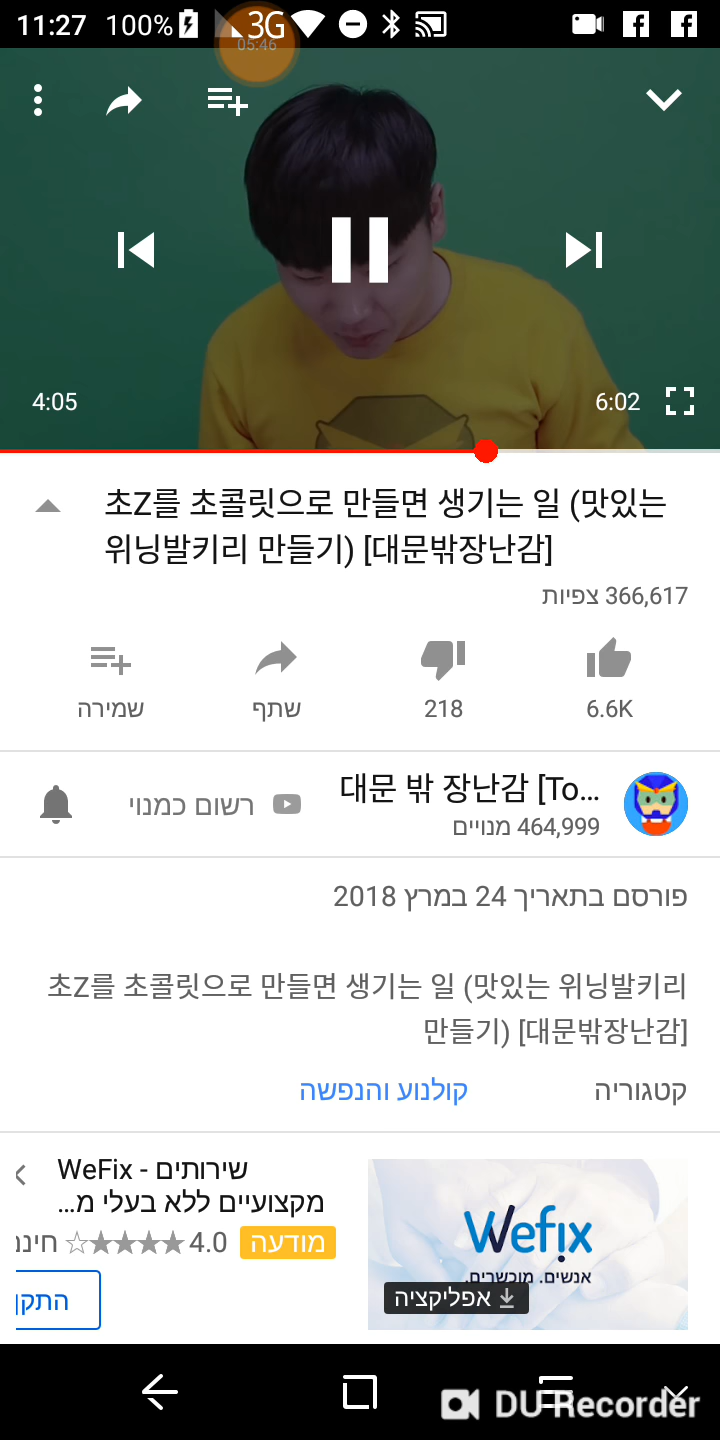 11:27 100% 3G
05:46
4:05 6:02
초Z를 초콜릿으로 만들면 생기는 일 (맛있는
위닝발키리 만들기) [대문밖장난감]
366,617 צפיות
6.6K 218 שתף שמירה
대문 밖 장난감 [To...
רשום כמנוי
464,999 מנויים
פורסם בתאריך 24 במרץ 2018
초Z를 초콜릿으로 만들면 생기는 일 (맛있는 위닝발키리
만들기) [대문밖장난감]
קטגוריה קולנוע והנפשה
WeFix - שירותים
מקצועיים ללא בעלי מ...
מודעה 4.0 ★★★★☆
Wefix
אנשים. מוכשרים.
אפליקציה
DU Recorder